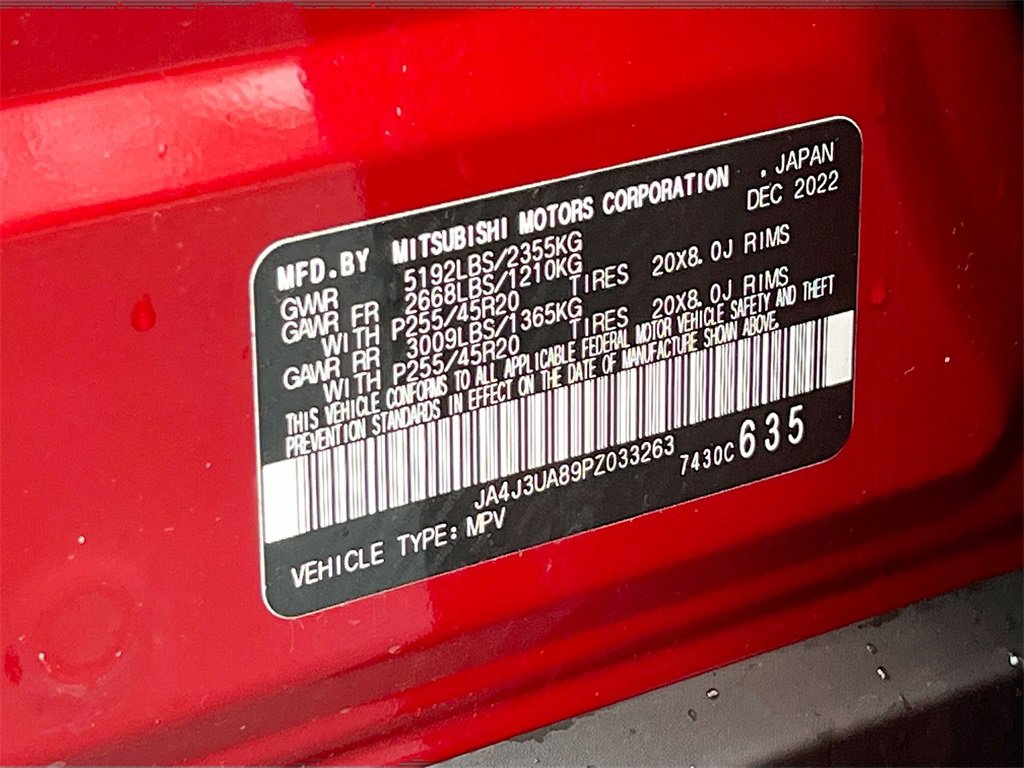 MFD.BY MITSUBISHI MOTORS CORPORATION . JAPAN
GVWR 5192LBS/2355KG DEC 2022
GAWR FR 2668LBS/1210KG
WITH P255/45R20 TIRES 20X8.0J RIMS
GAWR RR 3009LBS/1365KG
WITH P255/45R20 TIRES 20X8.0J RIMS
THIS VEHICLE CONFORMS TO ALL APPLICABLE FEDERAL MOTOR VEHICLE SAFETY AND THEFT
PREVENTION STANDARDS IN EFFECT ON THE DATE OF MANUFACTURE SHOWN ABOVE.
JA4J3UA89PZ033263 7430C 635
VEHICLE TYPE: MPV